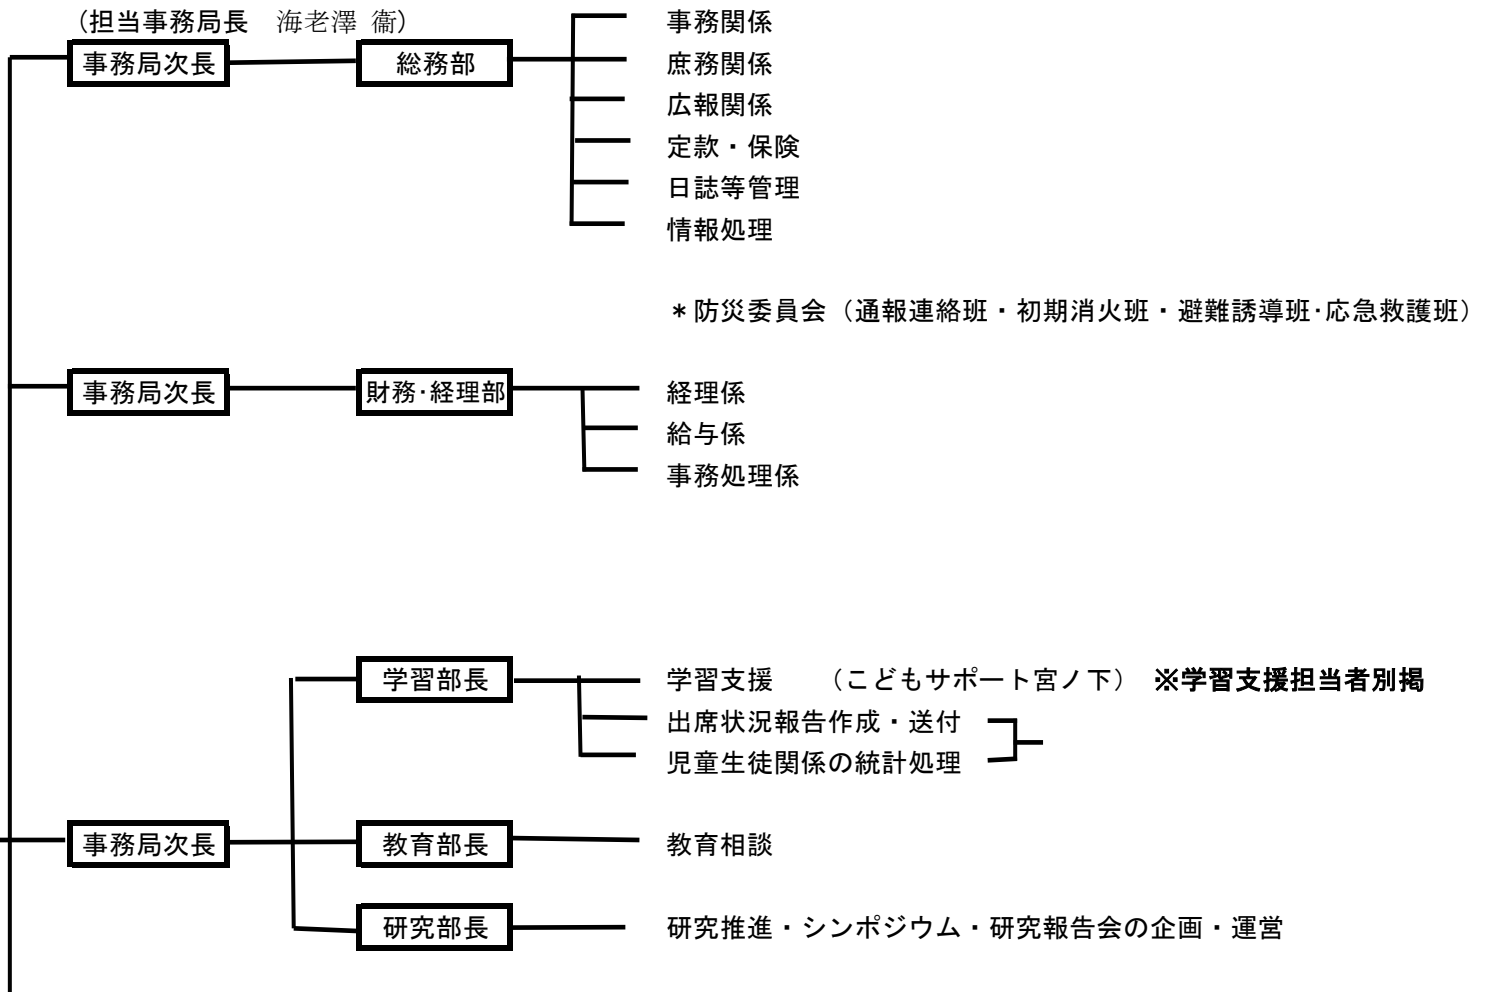 （担当事務局長　海老澤 衞）
事務局次長　総務部　事務関係
庶務関係
広報関係
定款・保険
日誌等管理
情報処理
＊防災委員会（通報連絡班・初期消火班・避難誘導班･応急救護班）
事務局次長　財務･経理部　経理係
給与係
事務処理係
学習部長　学習支援　（こどもサポート宮ノ下）　※学習支援担当者別掲
出席状況報告作成・送付
児童生徒関係の統計処理
事務局次長　教育部長　教育相談
研究部長　研究推進・シンポジウム・研究報告会の企画・運営